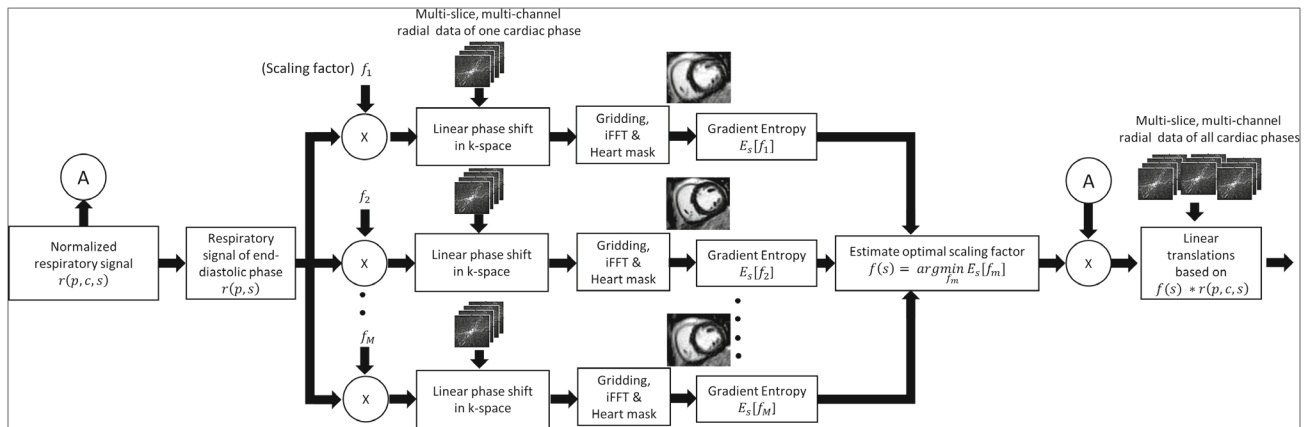 Multi-slice, multi-channel
radial data of one cardiac phase
(Scaling factor) f₁
X
Linear phase shift
in k-space
Gridding,
iFFT &
Heart mask
Gradient Entropy
Eₛ[f₁]
Multi-slice, multi-channel
radial data of all cardiac phases
A
Normalized
respiratory signal
r(p, c, s)
Respiratory
signal of end-
diastolic phase
r(p, s)
f₂
X
Linear phase shift
in k-space
Gridding,
iFFT &
Heart mask
Gradient Entropy
Eₛ[f₂]
Estimate optimal scaling factor
f(s) = argmin Eₛ[fₘ]
fₘ
A
X
Linear
translations
based on
f(s) * r(p, c, s)
f_M
X
Linear phase shift
in k-space
Gridding,
iFFT &
Heart mask
Gradient Entropy
Eₛ[f_M]